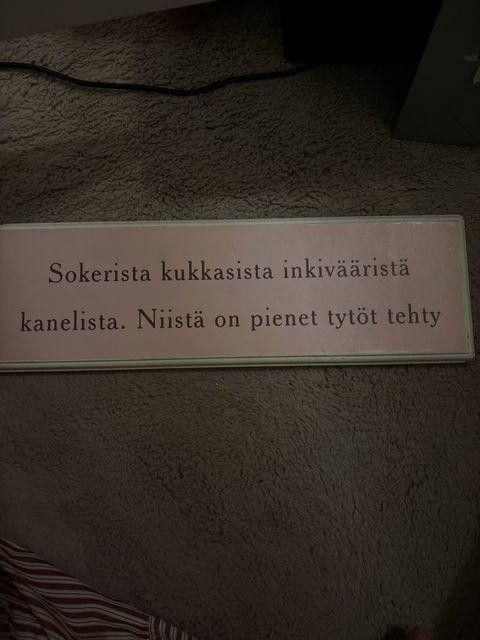 Sokerista kukkasista inkivääristä
kanelista. Niistä on pienet tytöt tehty